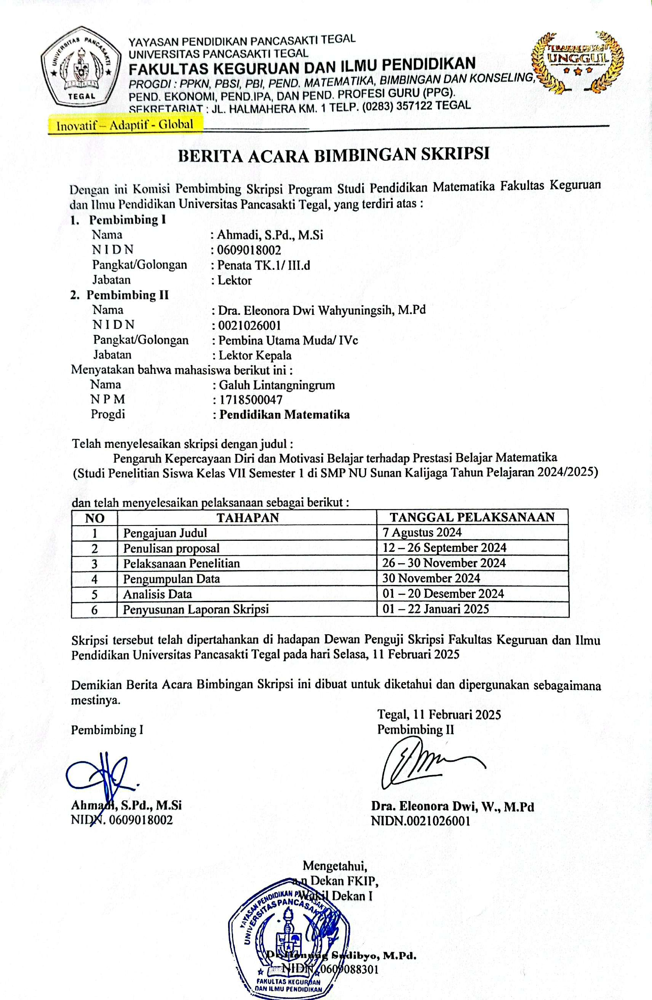 UNIVERSITAS PANCASAKTI
TEGAL
YAYASAN PENDIDIKAN PANCASAKTI TEGAL
UNIVERSITAS PANCASAKTI TEGAL
FAKULTAS KEGURUAN DAN ILMU PENDIDIKAN
PROGDI : PPKN, PBSI, PBI, PEND. MATEMATIKA, BIMBINGAN DAN KONSELING,
PEND. EKONOMI, PEND.IPA, DAN PEND. PROFESI GURU (PPG).
SEKRETARIAT : JL. HALMAHERA KM. 1 TELP. (0283) 357122 TEGAL
TERAKREDITASI
UNGGUL
Inovatif – Adaptif - Global
BERITA ACARA BIMBINGAN SKRIPSI
Dengan ini Komisi Pembimbing Skripsi Program Studi Pendidikan Matematika Fakultas Keguruan
dan Ilmu Pendidikan Universitas Pancasakti Tegal, yang terdiri atas :
1. Pembimbing I
Nama : Ahmadi, S.Pd., M.Si
N I D N : 0609018002
Pangkat/Golongan : Penata TK.1/ III.d
Jabatan : Lektor
2. Pembimbing II
Nama : Dra. Eleonora Dwi Wahyuningsih, M.Pd
N I D N : 0021026001
Pangkat/Golongan : Pembina Utama Muda/ IVc
Jabatan : Lektor Kepala
Menyatakan bahwa mahasiswa berikut ini :
Nama : Galuh Lintangningrum
N P M : 1718500047
Progdi : Pendidikan Matematika
Telah menyelesaikan skripsi dengan judul :
Pengaruh Kepercayaan Diri dan Motivasi Belajar terhadap Prestasi Belajar Matematika
(Studi Penelitian Siswa Kelas VII Semester 1 di SMP NU Sunan Kalijaga Tahun Pelajaran 2024/2025)
dan telah menyelesaikan pelaksanaan sebagai berikut :
NO TAHAPAN TANGGAL PELAKSANAAN
1 Pengajuan Judul 7 Agustus 2024
2 Penulisan proposal 12 – 26 September 2024
3 Pelaksanaan Penelitian 26 – 30 November 2024
4 Pengumpulan Data 30 November 2024
5 Analisis Data 01 – 20 Desember 2024
6 Penyusunan Laporan Skripsi 01 – 22 Januari 2025
Skripsi tersebut telah dipertahankan di hadapan Dewan Penguji Skripsi Fakultas Keguruan dan Ilmu
Pendidikan Universitas Pancasakti Tegal pada hari Selasa, 11 Februari 2025
Demikian Berita Acara Bimbingan Skripsi ini dibuat untuk diketahui dan dipergunakan sebagaimana
mestinya.
Tegal, 11 Februari 2025
Pembimbing I Pembimbing II
Ahmadi, S.Pd., M.Si Dra. Eleonora Dwi, W., M.Pd
NIDN. 0609018002 NIDN.0021026001
Mengetahui,
a.n Dekan FKIP,
Wakil Dekan I
YAYASAN PENDIDIKAN PANCASAKTI
UNIVERSITAS PANCASAKTI
Dr. Hanung Sudibyo, M.Pd.
NIDN. 0609088301
FAKULTAS KEGURUAN
DAN ILMU PENDIDIKAN